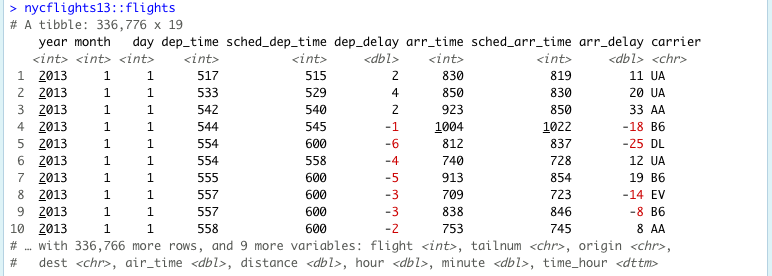 > nycflights13::flights
# A tibble: 336,776 x 19
year month day dep_time sched_dep_time dep_delay arr_time sched_arr_time arr_delay carrier
<int> <int> <int> <int> <int> <dbl> <int> <int> <dbl> <chr>
1 2013 1 1 517 515 2 830 819 11 UA
2 2013 1 1 533 529 4 850 830 20 UA
3 2013 1 1 542 540 2 923 850 33 AA
4 2013 1 1 544 545 -1 1004 1022 -18 B6
5 2013 1 1 554 600 -6 812 837 -25 DL
6 2013 1 1 554 558 -4 740 728 12 UA
7 2013 1 1 555 600 -5 913 854 19 B6
8 2013 1 1 557 600 -3 709 723 -14 EV
9 2013 1 1 557 600 -3 838 846 -8 B6
10 2013 1 1 558 600 -2 753 745 8 AA
# … with 336,766 more rows, and 9 more variables: flight <int>, tailnum <chr>, origin <chr>,
# dest <chr>, air_time <dbl>, distance <dbl>, hour <dbl>, minute <dbl>, time_hour <dttm>